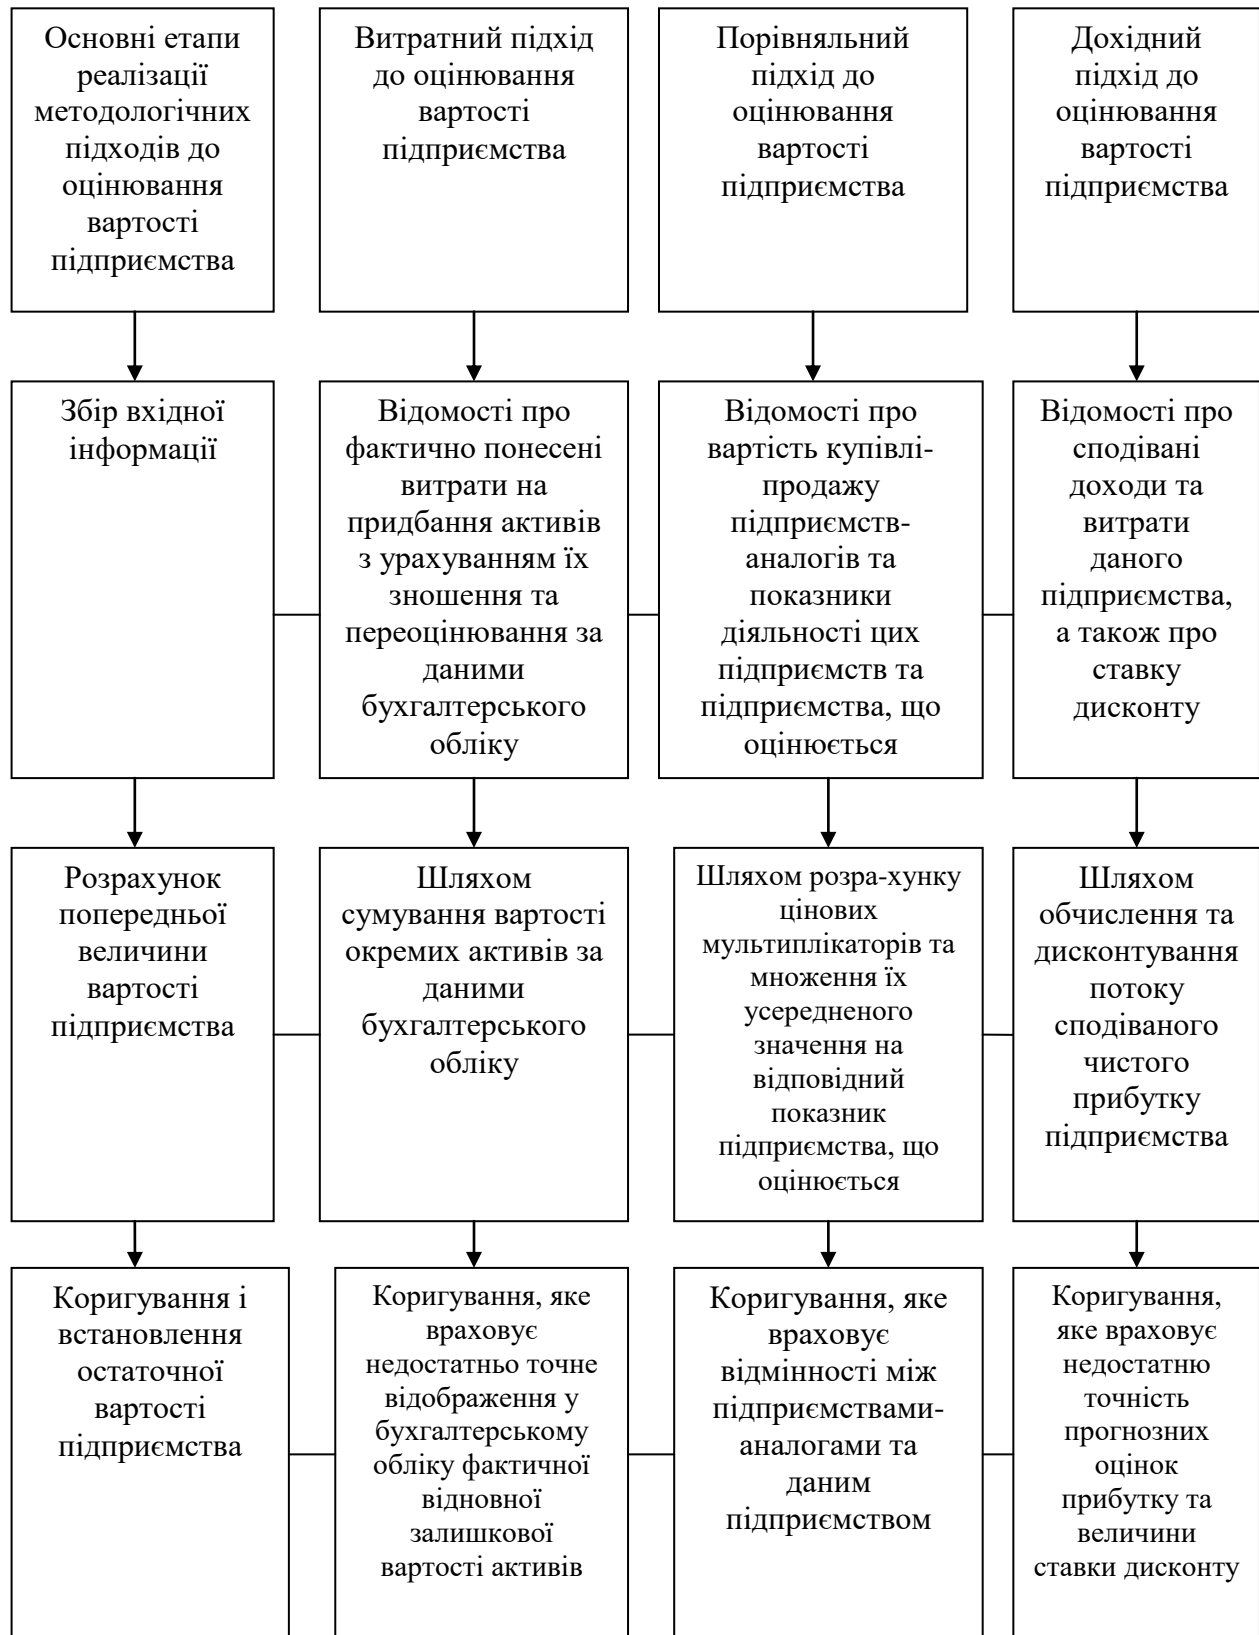 Основні етапи
реалізації
методологічних
підходів до
оцінювання
вартості
підприємства
Витратний підхід
до оцінювання
вартості
підприємства
Порівняльний
підхід до
оцінювання
вартості
підприємства
Дохідний
підхід до
оцінювання
вартості
підприємства
Збір вхідної
інформації
Відомості про
фактично понесені
витрати на
придбання активів
з урахуванням їх
зношення та
переоцінювання за
даними
бухгалтерського
обліку
Відомості про
вартість купівлі-
продажу
підприємств-
аналогів та
показники
діяльності цих
підприємств та
підприємства, що
оцінюється
Відомості про
сподівані
доходи та
витрати
даного
підприємства,
а також про
ставку
дисконту
Розрахунок
попередньої
величини
вартості
підприємства
Шляхом
сумування вартості
окремих активів за
даними
бухгалтерського
обліку
Шляхом розра-хунку
цінових
мультиплікаторів та
множення їх
усередненого
значення на
відповідний
показник
підприємства, що
оцінюється
Шляхом
обчислення та
дисконтування
потоку
сподіваного
чистого
прибутку
підприємства
Коригування і
встановлення
остаточної
вартості
підприємства
Коригування, яке
враховує
недостатньо точне
відображення у
бухгалтерському
обліку фактичної
відновної
залишкової
вартості активів
Коригування, яке
враховує
відмінності між
підприємствами-
аналогами та
даним
підприємством
Коригування,
яке враховує
недостатню
точність
прогнозних
оцінок
прибутку та
величини
ставки дисконту